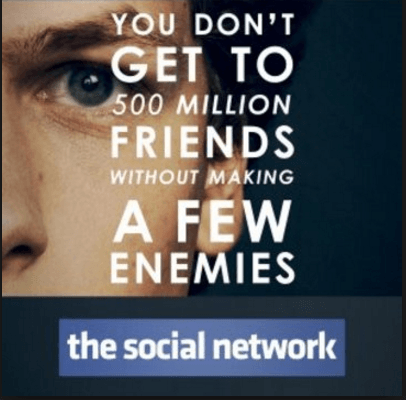 YOU DON'T
GET TO
500 MILLION
FRIENDS
WITHOUT MAKING
A FEW
ENEMIES
the social network